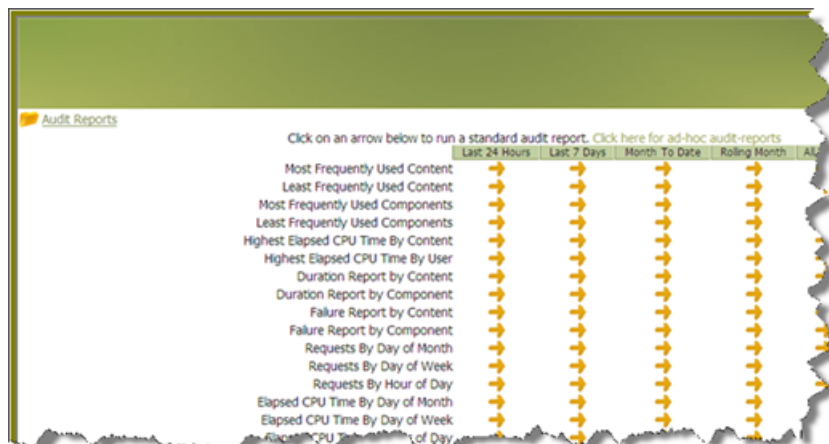 Audit Reports
Click on an arrow below to run a standard audit report. Click here for ad-hoc audit-reports
Last 24 Hours Last 7 Days Month To Date Rolling Month
Most Frequently Used Content
Least Frequently Used Content
Most Frequently Used Components
Least Frequently Used Components
Highest Elapsed CPU Time By Content
Highest Elapsed CPU Time By User
Duration Report by Content
Duration Report by Component
Failure Report by Content
Failure Report by Component
Requests By Day of Month
Requests By Day of Week
Requests By Hour of Day
Elapsed CPU Time By Day of Month
Elapsed CPU Time By Day of Week
CPU of Day